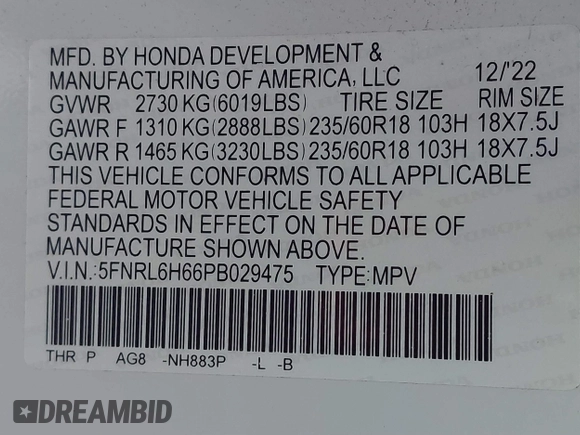 MFD. BY HONDA DEVELOPMENT &
MANUFACTURING OF AMERICA, LLC 12/'22
GVWR 2730 KG(6019LBS) TIRE SIZE RIM SIZE
GAWR F 1310 KG(2888LBS) 235/60R18 103H 18X7.5J
GAWR R 1465 KG(3230LBS) 235/60R18 103H 18X7.5J
THIS VEHICLE CONFORMS TO ALL APPLICABLE
FEDERAL MOTOR VEHICLE SAFETY
STANDARDS IN EFFECT ON THE DATE OF
MANUFACTURE SHOWN ABOVE.
V.I.N.:5FNRL6H66PB029475 TYPE:MPV
THR P AG8 -NH883P -L -B
DREAMBID